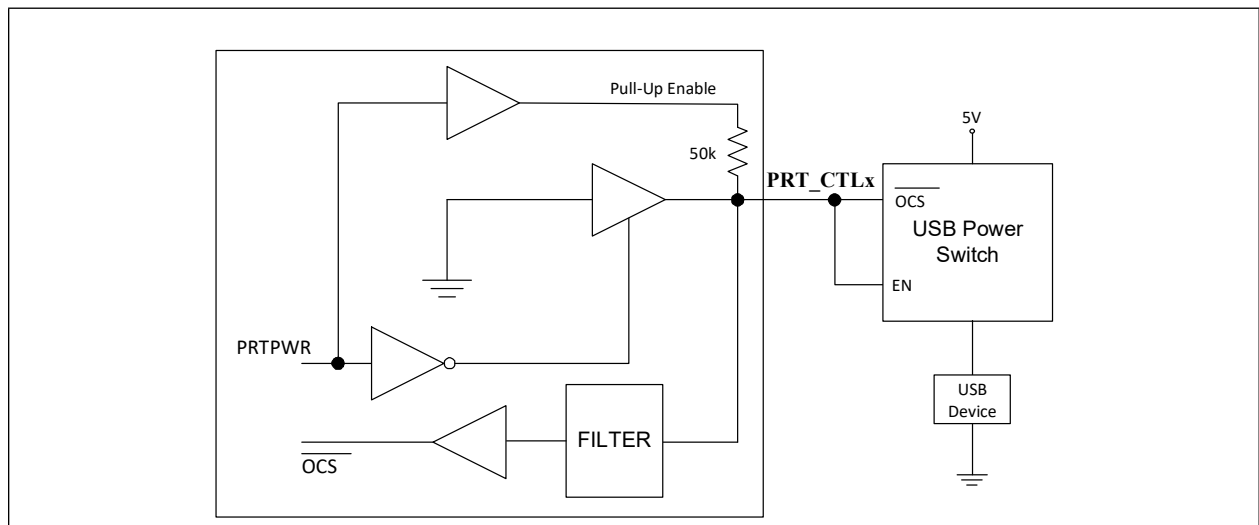 Pull-Up Enable
50k
PRT_CTLx
5V
OCS
USB Power
Switch
EN
PRTPWR
FILTER
OCS
USB
Device